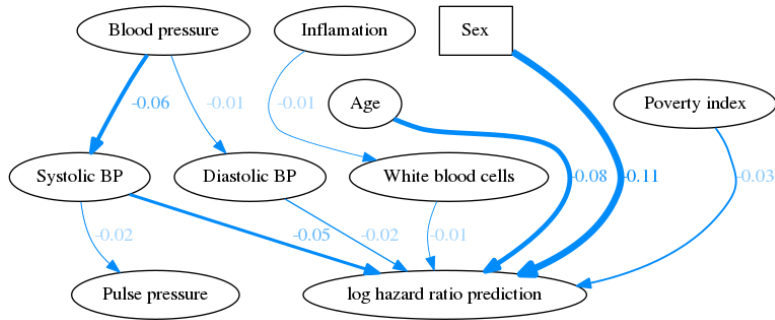 Blood pressure
Inflamation
Sex
-0.06
-0.01
-0.01
Age
Poverty index
Systolic BP
Diastolic BP
White blood cells
-0.08
-0.11
-0.03
-0.02
-0.05
-0.02
-0.01
Pulse pressure
log hazard ratio prediction